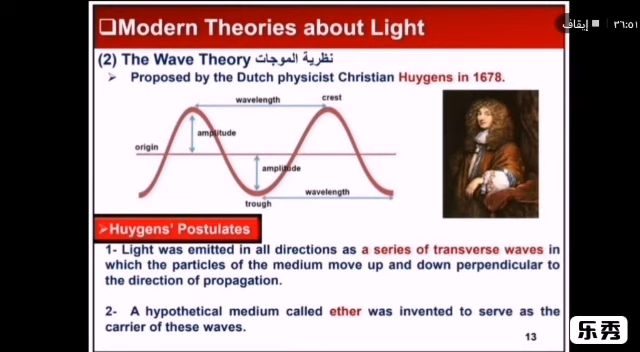 إيقاف ٣٦:٥١
❑Modern Theories about Light
(2) The Wave Theory نظرية الموجات
➢ Proposed by the Dutch physicist Christian Huygens in 1678.
wavelength
crest
amplitude
origin
amplitude
wavelength
trough
➢Huygens' Postulates
1- Light was emitted in all directions as a series of transverse waves in
which the particles of the medium move up and down perpendicular to
the direction of propagation.
2- A hypothetical medium called ether was invented to serve as the
carrier of these waves.
13
乐秀